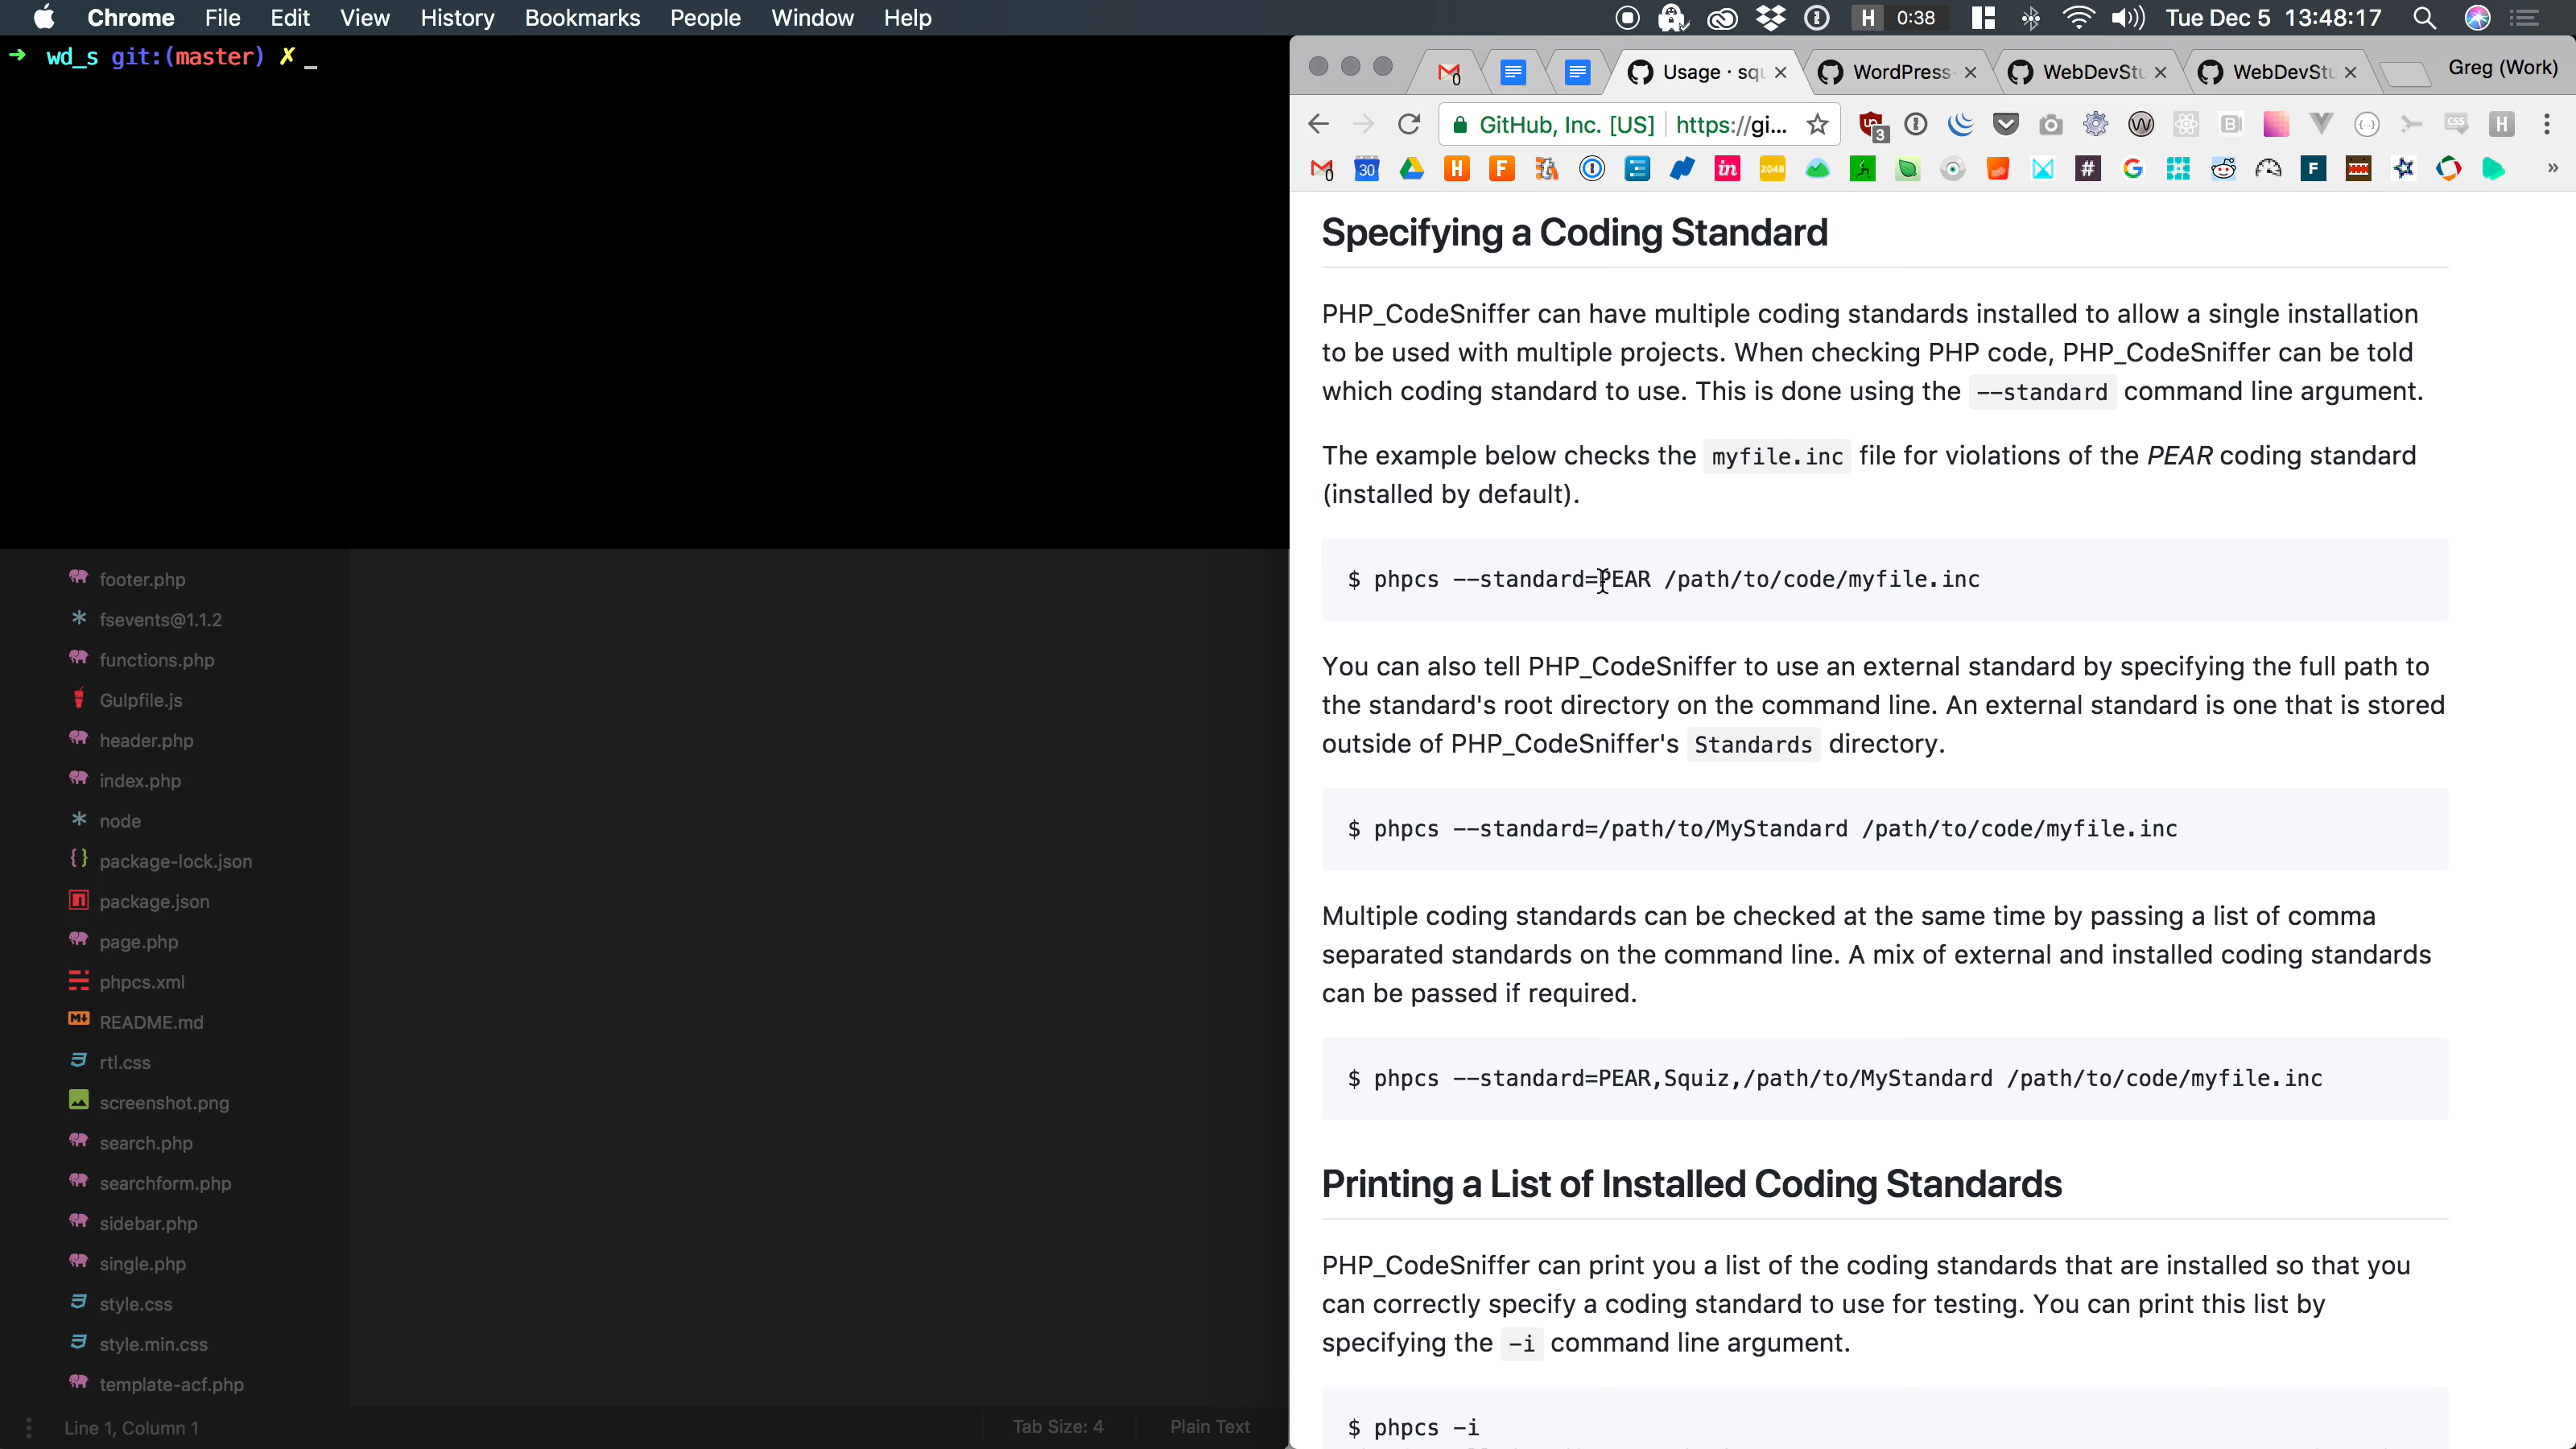 Chrome File Edit View History Bookmarks People Window Help
H 0:38 Tue Dec 5 13:48:17
➜ wd_s git:(master) ✗ _
footer.php
fsevents@1.1.2
functions.php
Gulpfile.js
header.php
index.php
node
package-lock.json
package.json
page.php
phpcs.xml
README.md
rtl.css
screenshot.png
search.php
searchform.php
sidebar.php
single.php
style.css
style.min.css
template-acf.php
Line 1, Column 1 Tab Size: 4 Plain Text
Usage · squ WordPress- WebDevStu WebDevStu Greg (Work)
GitHub, Inc. [US] https://gi... 3
30 H F in 2048 # F »
Specifying a Coding Standard
PHP_CodeSniffer can have multiple coding standards installed to allow a single installation
to be used with multiple projects. When checking PHP code, PHP_CodeSniffer can be told
which coding standard to use. This is done using the --standard command line argument.
The example below checks the myfile.inc file for violations of the PEAR coding standard
(installed by default).
$ phpcs --standard=PEAR /path/to/code/myfile.inc
You can also tell PHP_CodeSniffer to use an external standard by specifying the full path to
the standard's root directory on the command line. An external standard is one that is stored
outside of PHP_CodeSniffer's Standards directory.
$ phpcs --standard=/path/to/MyStandard /path/to/code/myfile.inc
Multiple coding standards can be checked at the same time by passing a list of comma
separated standards on the command line. A mix of external and installed coding standards
can be passed if required.
$ phpcs --standard=PEAR,Squiz,/path/to/MyStandard /path/to/code/myfile.inc
Printing a List of Installed Coding Standards
PHP_CodeSniffer can print you a list of the coding standards that are installed so that you
can correctly specify a coding standard to use for testing. You can print this list by
specifying the -i command line argument.
$ phpcs -i